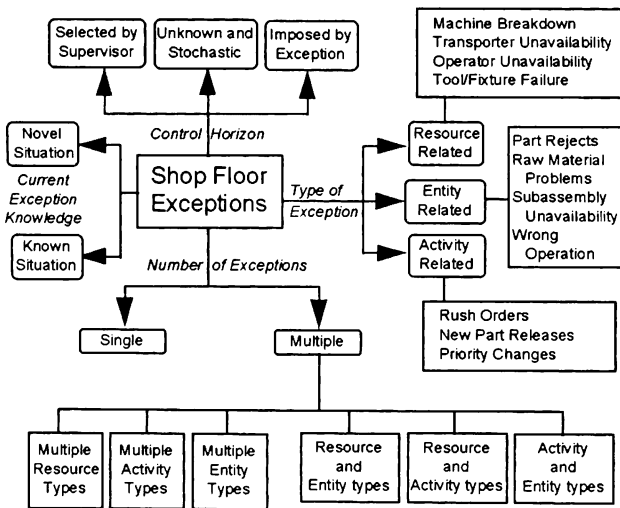 Selected by
Supervisor
Unknown and
Stochastic
Imposed by
Exception
Machine Breakdown
Transporter Unavailability
Operator Unavailability
Tool/Fixture Failure
Control Horizon
Novel
Situation
Current
Exception
Knowledge
Known
Situation
Shop Floor
Exceptions
Type of
Exception
Resource
Related
Entity
Related
Activity
Related
Part Rejects
Raw Material
Problems
Subassembly
Unavailability
Wrong
Operation
Number of Exceptions
Rush Orders
New Part Releases
Priority Changes
Single
Multiple
Multiple
Resource
Types
Multiple
Activity
Types
Multiple
Entity
Types
Resource
and
Entity types
Resource
and
Activity types
Activity
and
Entity types